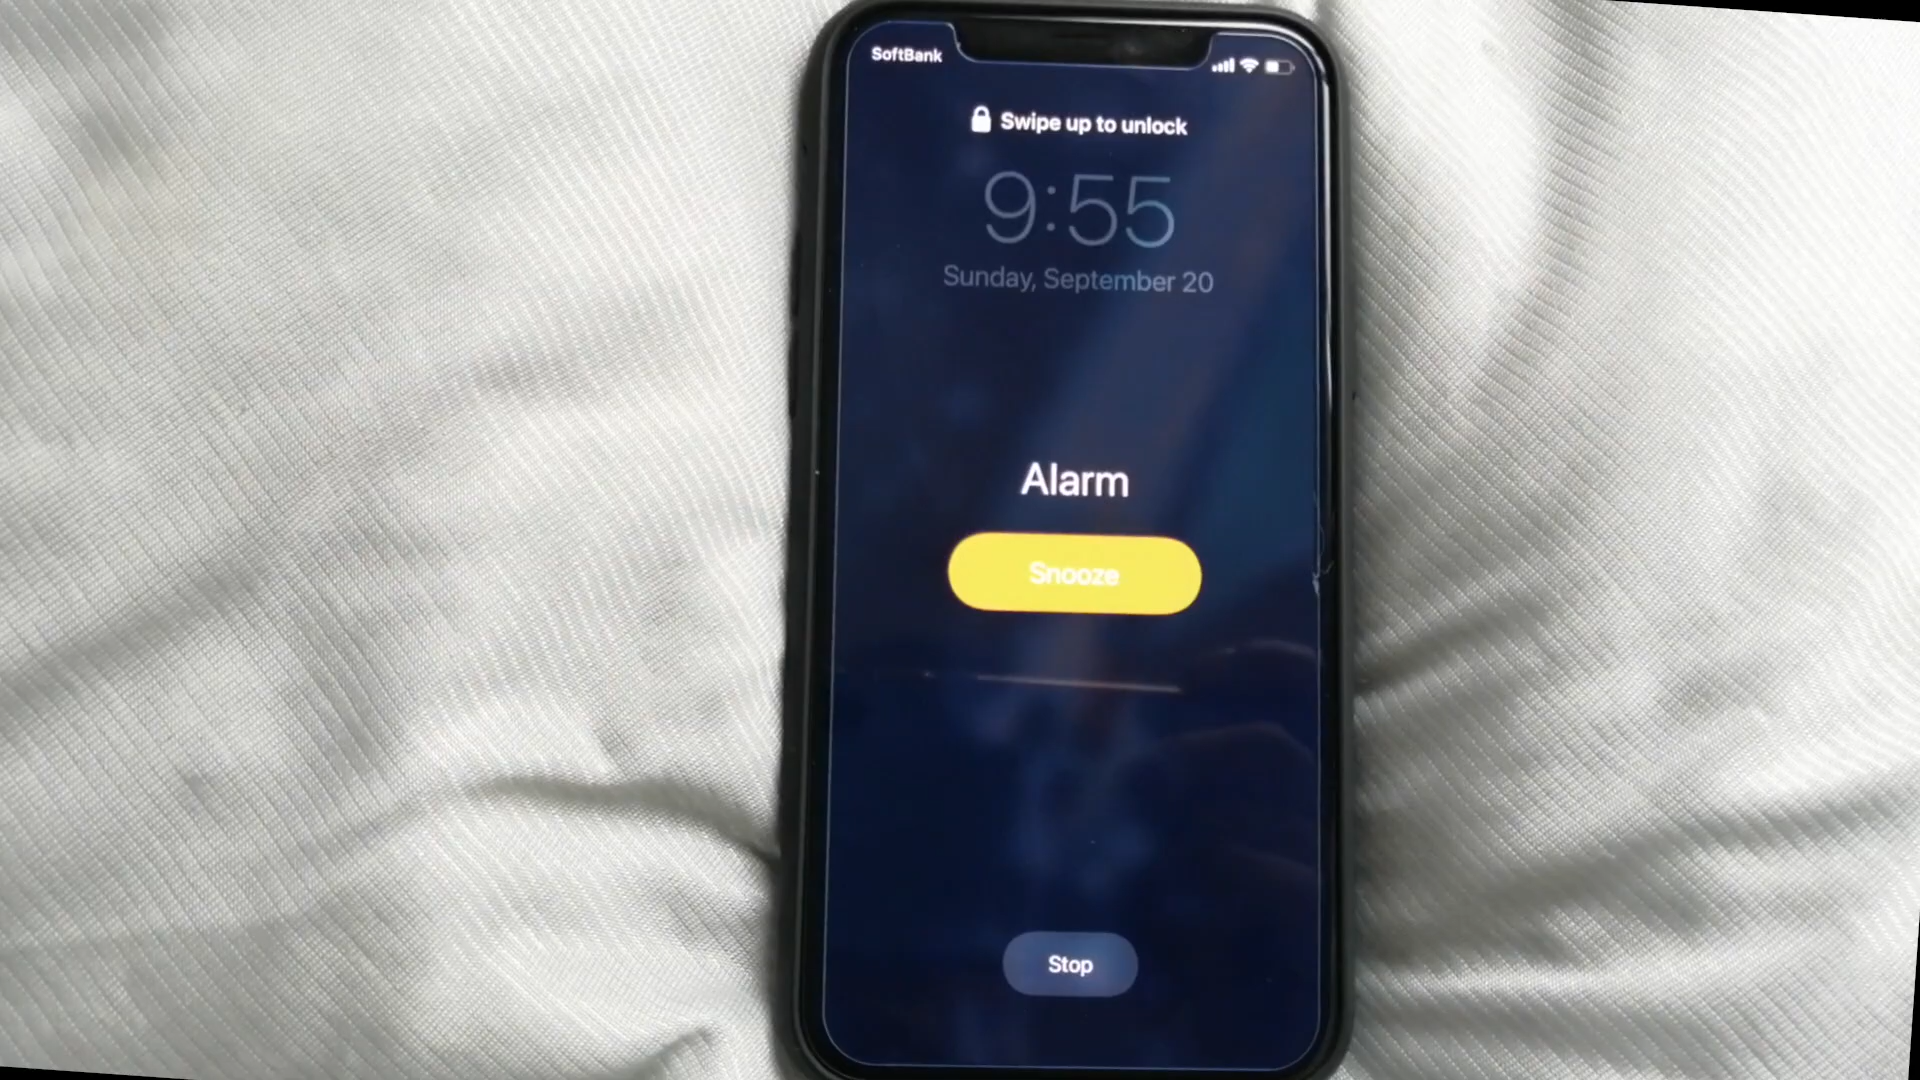 SoftBank
Swipe up to unlock
9:55
Sunday, September 20
Alarm
Snooze
Stop